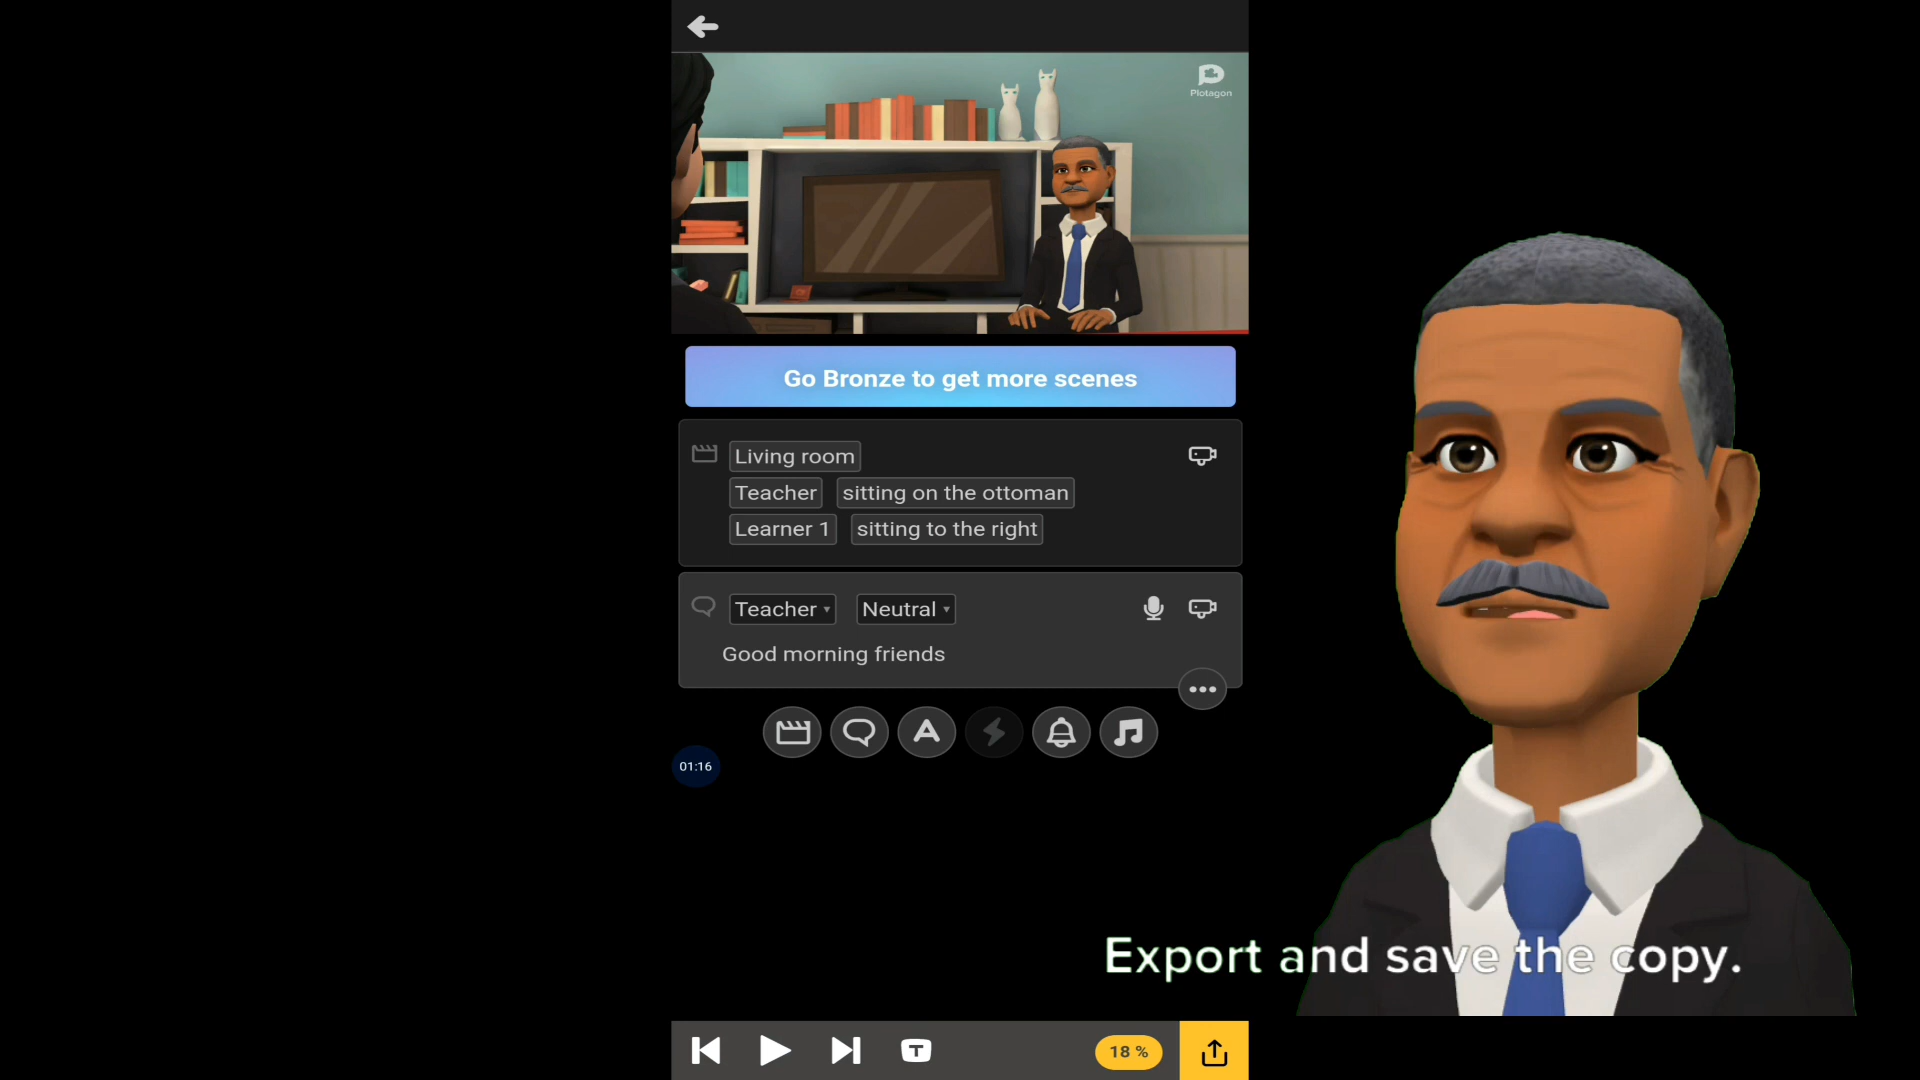 Plotagon
Go Bronze to get more scenes
Living room
Teacher sitting on the ottoman
Learner 1 sitting to the right
Teacher Neutral
Good morning friends
A
01:16
Export and save the copy.
T
18 %